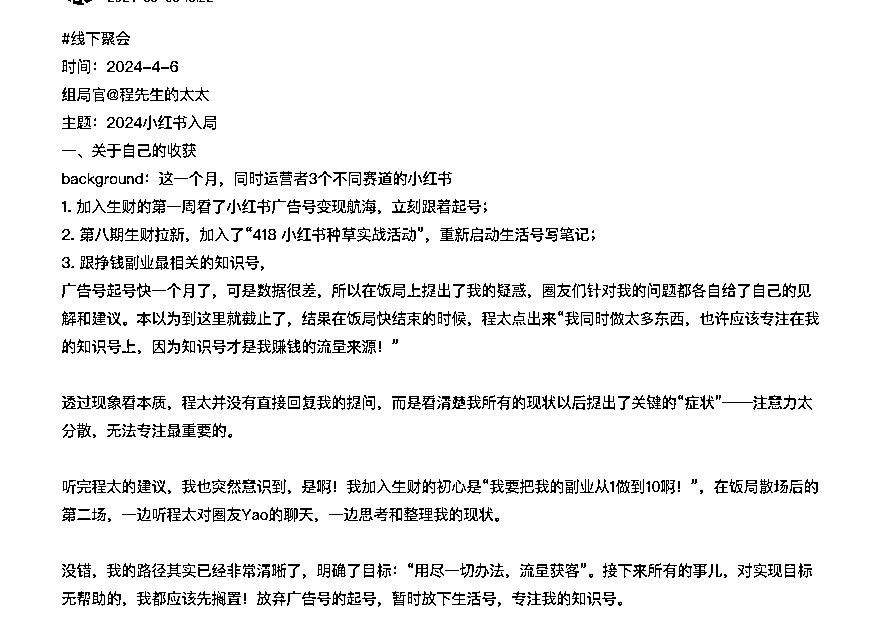 #线下聚会
时间：2024-4-6
组局官@程先生的太太
主题：2024小红书入局
一、关于自己的收获
background：这一个月，同时运营者3个不同赛道的小红书
1. 加入生财的第一周看了小红书广告号变现航海，立刻跟着起号；
2. 第八期生财拉新，加入了“418 小红书种草实战活动”，重新启动生活号写笔记；
3. 跟挣钱副业最相关的知识号，
广告号起号快一个月了，可是数据很差，所以在饭局上提出了我的疑惑，圈友们针对我的问题都各自给了自己的见
解和建议。本以为到这里就截止了，结果在饭局快结束的时候，程太点出来“我同时做太多东西，也许应该专注在我
的知识号上，因为知识号才是我赚钱的流量来源！”
透过现象看本质，程太并没有直接回复我的提问，而是看清楚我所有的现状以后提出了关键的“症状”——注意力太
分散，无法专注最重要的。
听完程太的建议，我也突然意识到，是啊！我加入生财的初心是“我要把我的副业从1做到10啊！”，在饭局散场后的
第二场，一边听程太对圈友Yao的聊天，一边思考和整理我的现状。
没错，我的路径其实已经非常清晰了，明确了目标：“用尽一切办法，流量获客”。接下来所有的事儿，对实现目标
无帮助的，我都应该先搁置！放弃广告号的起号，暂时放下生活号，专注我的知识号。